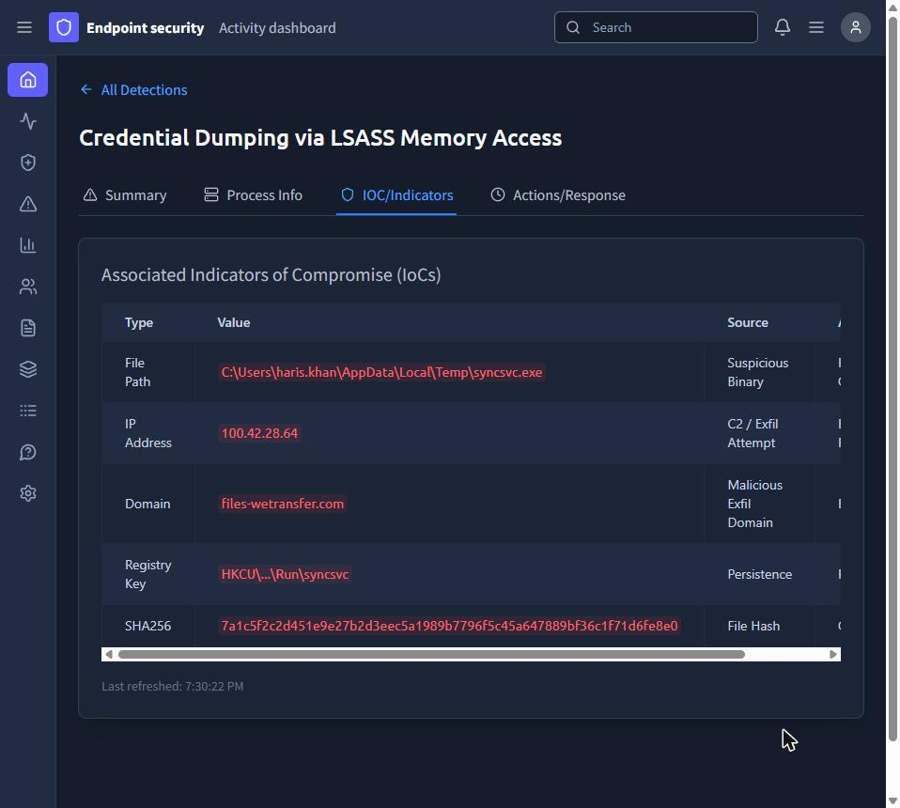 Endpoint security Activity dashboard Search
All Detections
Credential Dumping via LSASS Memory Access
Summary Process Info IOC/Indicators Actions/Response
Associated Indicators of Compromise (IoCs)
Type Value Source
File Path C:\Users\haris.khan\AppData\Local\Temp\syncsvc.exe Suspicious Binary
IP Address 100.42.28.64 C2 / Exfil Attempt
Domain files-wetransfer.com Malicious Exfil Domain
Registry Key HKCU\...\Run\syncsvc Persistence
SHA256 7a1c5f2c2d451e9e27b2d3eec5a1989b7796f5c45a647889bf36c1f71d6fe8e0 File Hash
Last refreshed: 7:30:22 PM